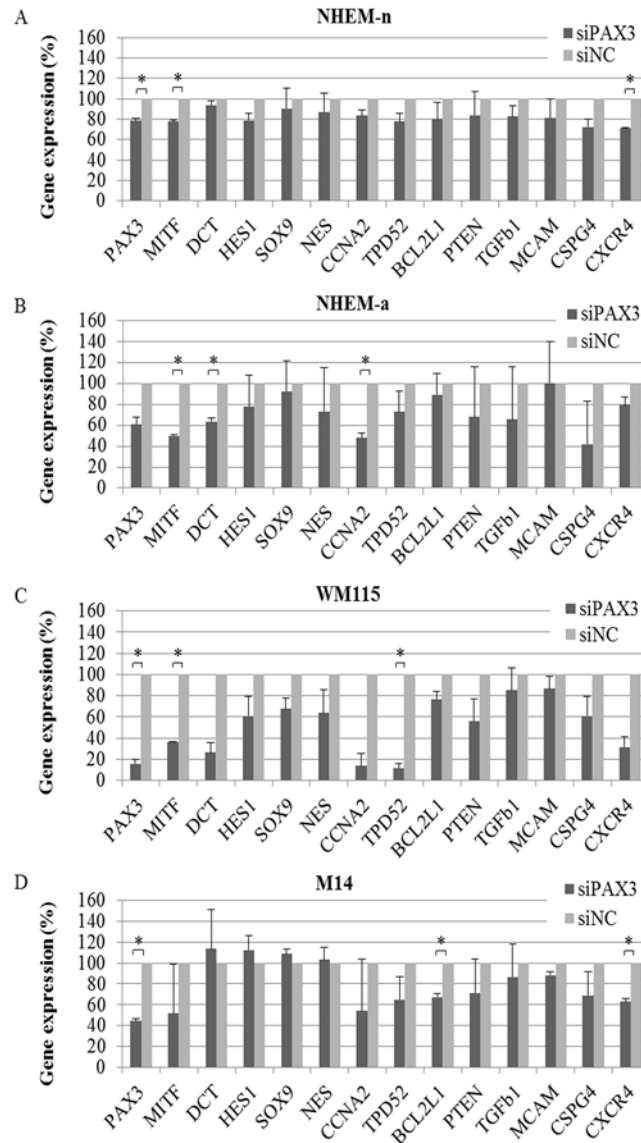 A NHEM-n
Gene expression (%)
160
140
120
100
80
60
40
20
0
siPAX3
siNC
* * *
PAX3 MITF DCT HES1 SOX9 NES CCNA2 TPD52 BCL2L1 PTEN TGFb1 MCAM CSPG4 CXCR4
B NHEM-a
Gene expression (%)
160
140
120
100
80
60
40
20
0
siPAX3
siNC
* * *
PAX3 MITF DCT HES1 SOX9 NES CCNA2 TPD52 BCL2L1 PTEN TGFb1 MCAM CSPG4 CXCR4
C WM115
Gene expression (%)
160
140
120
100
80
60
40
20
0
siPAX3
siNC
* * *
PAX3 MITF DCT HES1 SOX9 NES CCNA2 TPD52 BCL2L1 PTEN TGFb1 MCAM CSPG4 CXCR4
D M14
Gene expression (%)
160
140
120
100
80
60
40
20
0
siPAX3
siNC
* * *
PAX3 MITF DCT HES1 SOX9 NES CCNA2 TPD52 BCL2L1 PTEN TGFb1 MCAM CSPG4 CXCR4